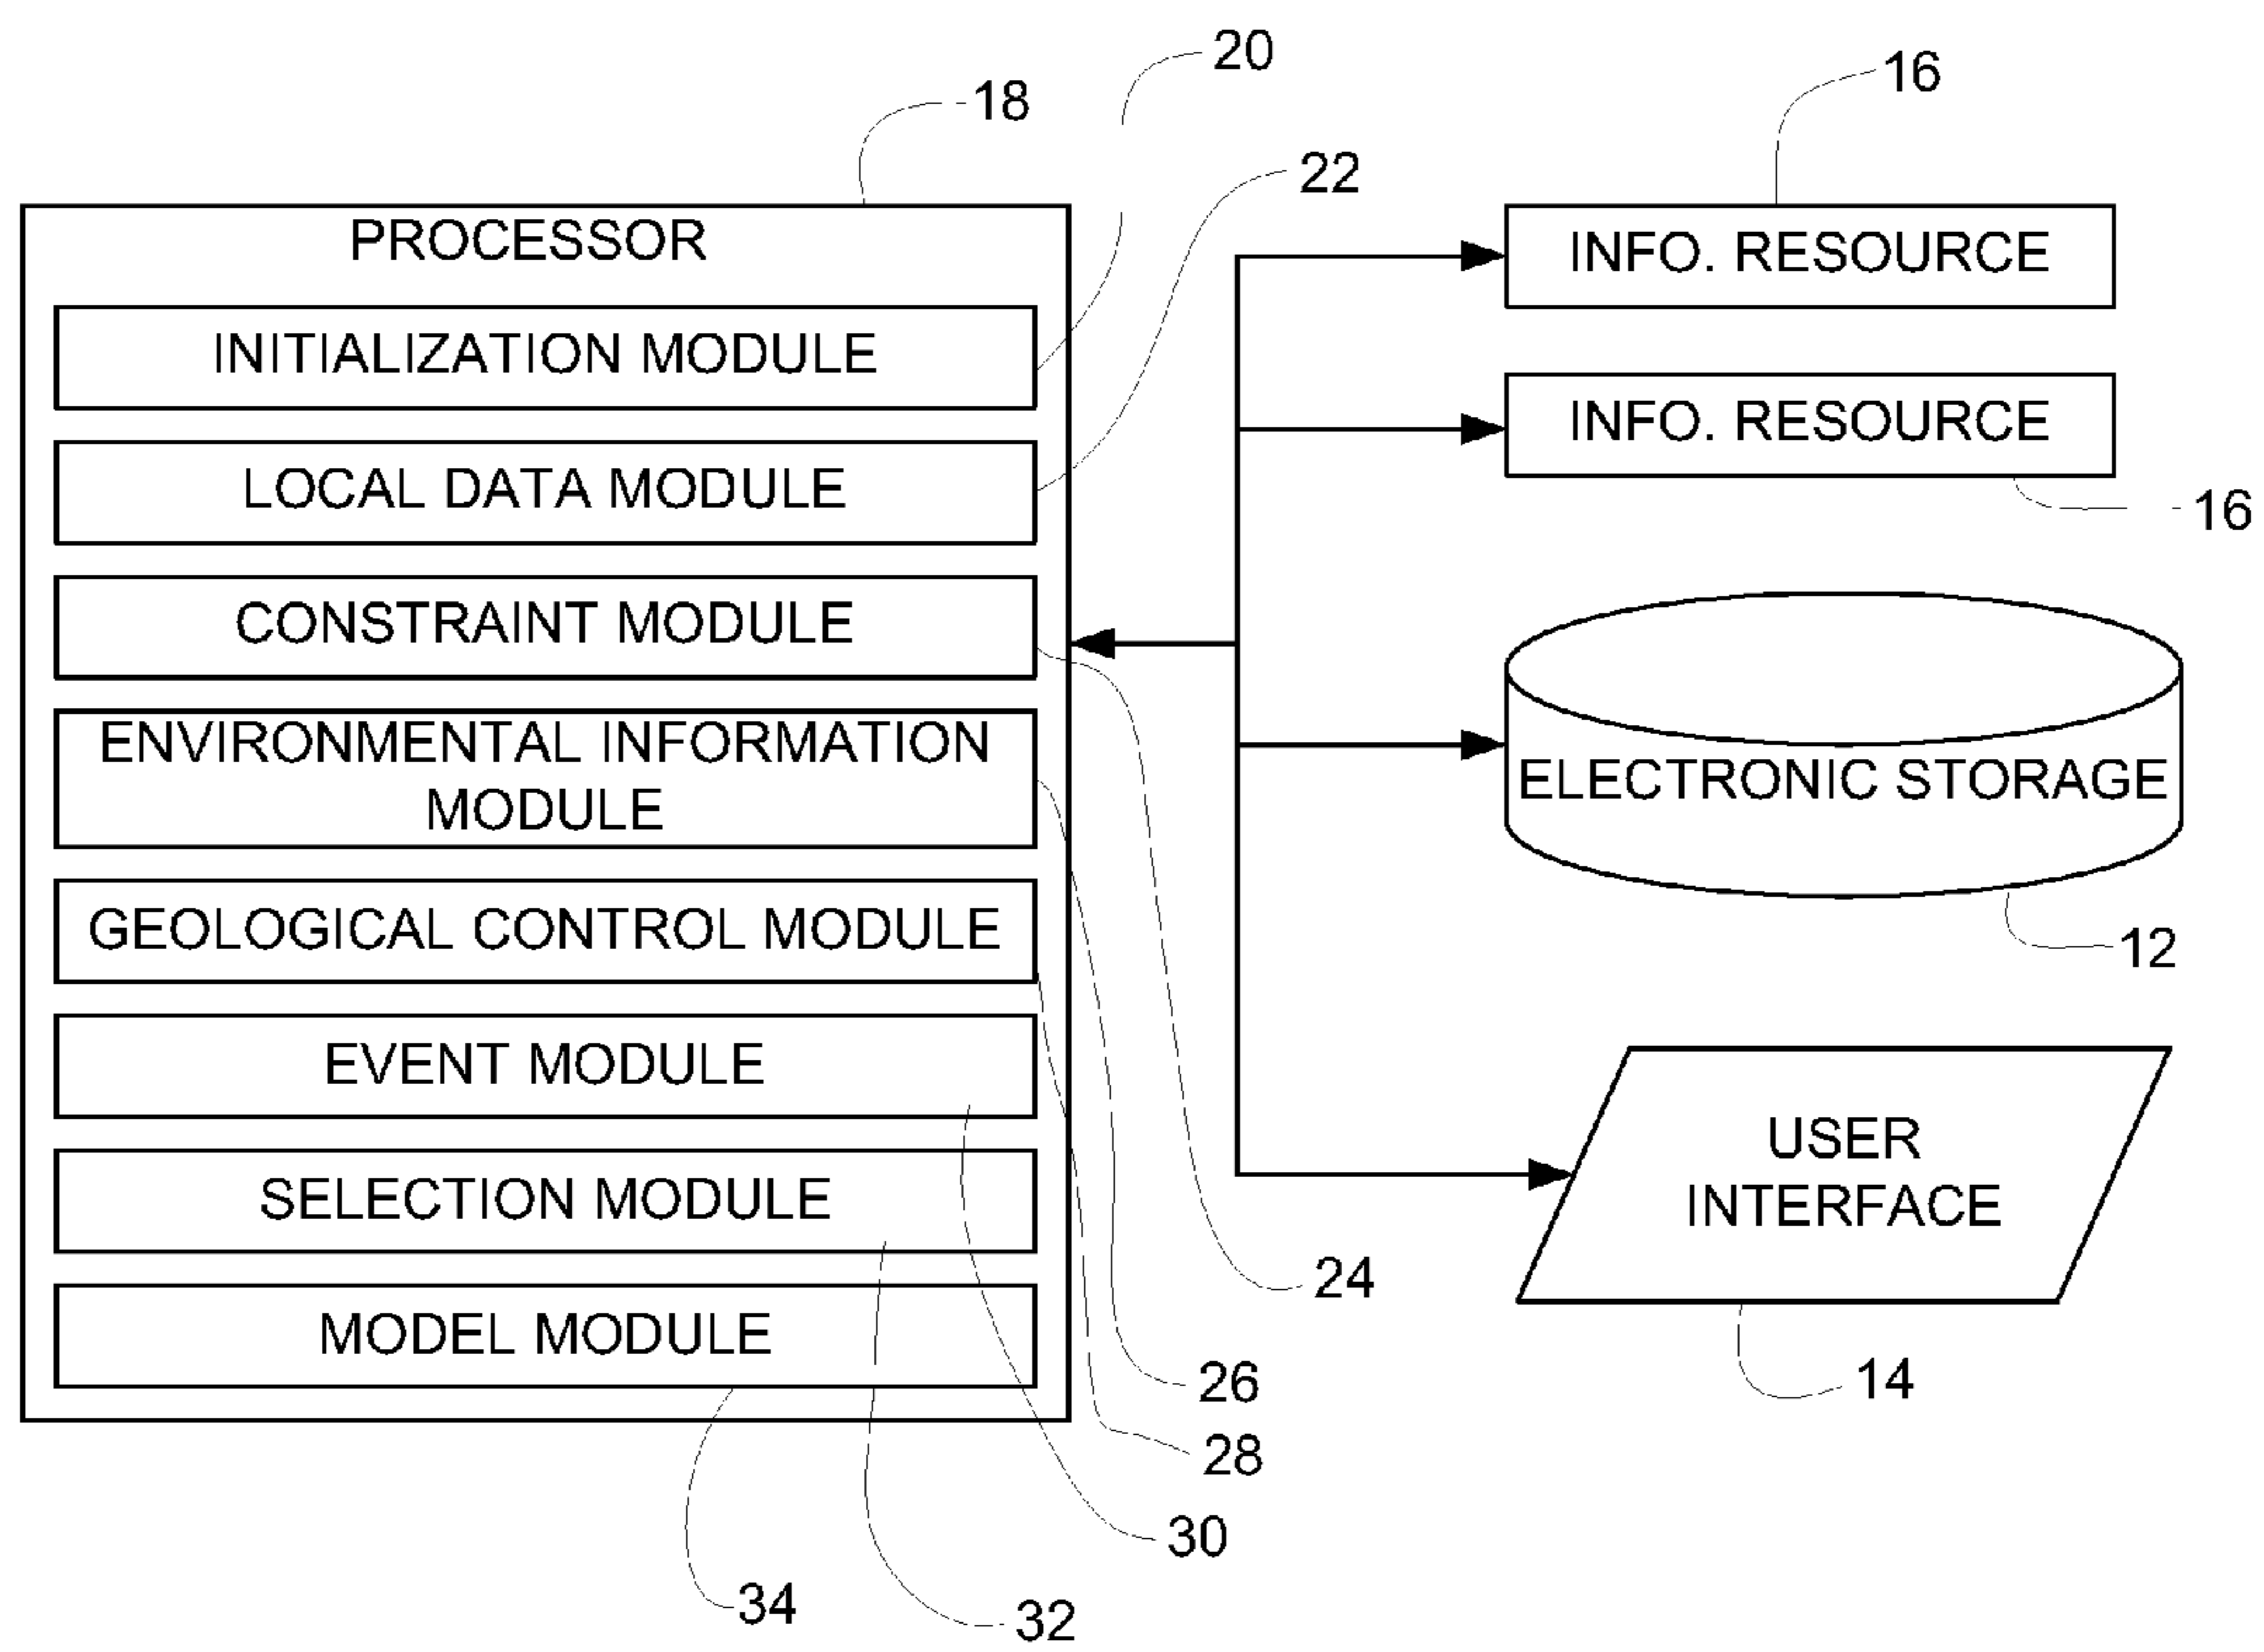 20
16
18
22
PROCESSOR
INFO. RESOURCE
INITIALIZATION MODULE
INFO. RESOURCE
LOCAL DATA MODULE
16
CONSTRAINT MODULE
ENVIRONMENTAL INFORMATION
MODULE
ELECTRONIC STORAGE
GEOLOGICAL CONTROL MODULE
12
EVENT MODULE
USER
INTERFACE
SELECTION MODULE
24
MODEL MODULE
26
14
28
30
34
32